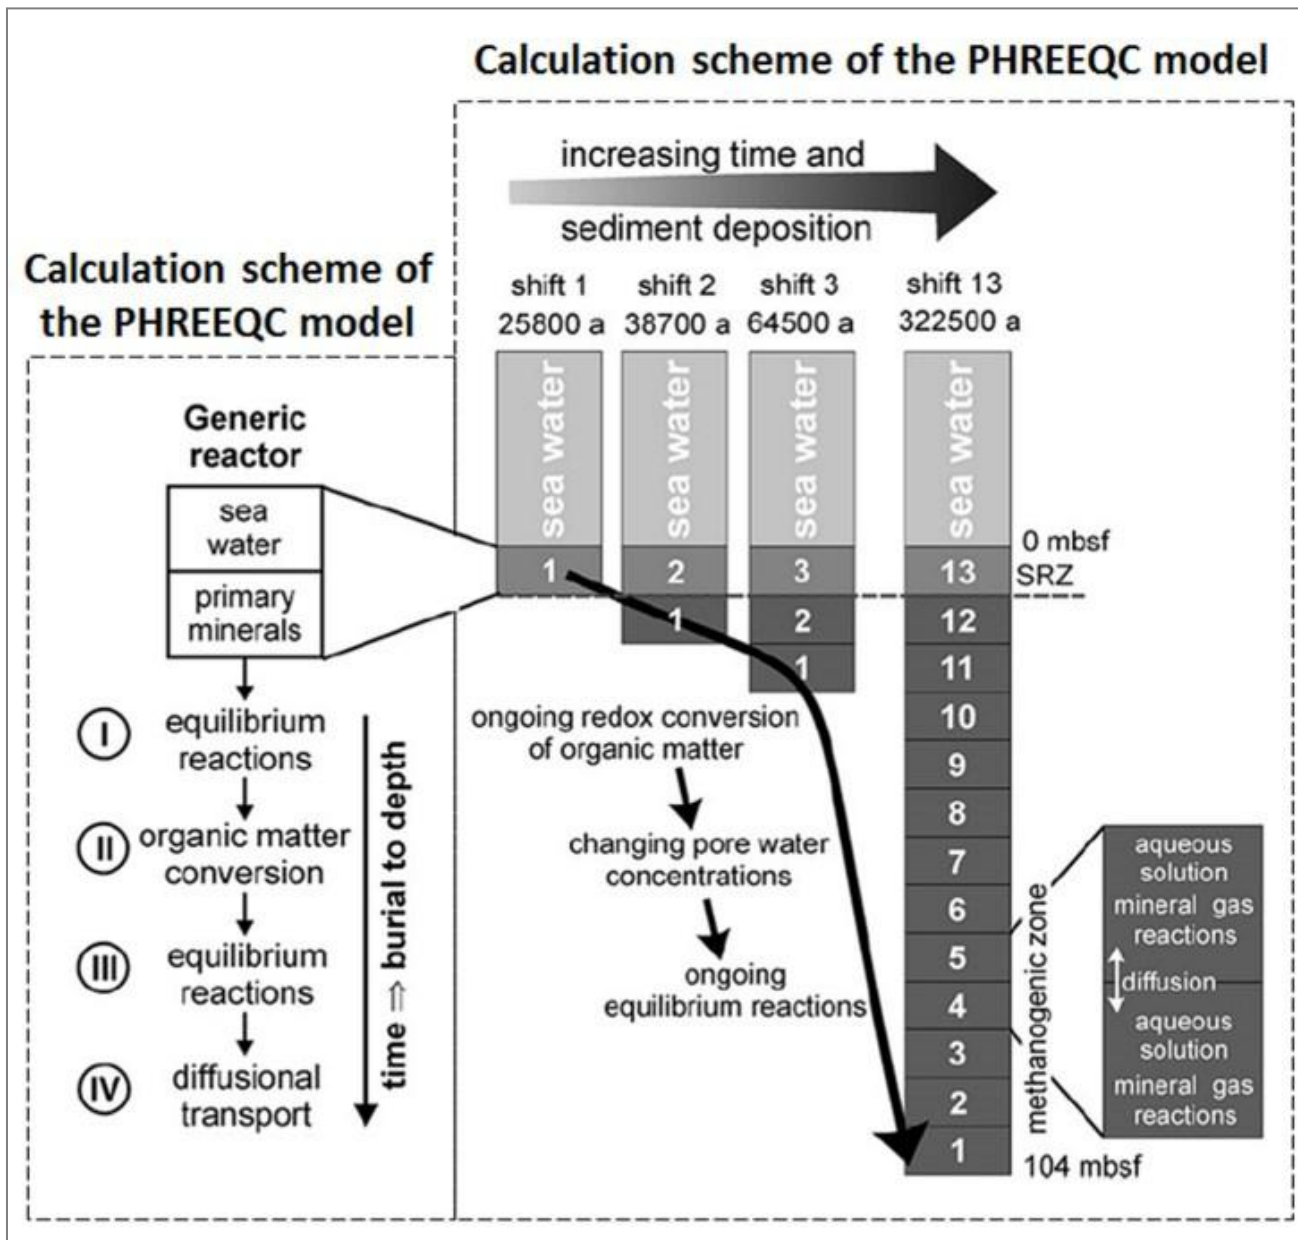 Calculation scheme of the PHREEQC model
increasing time and
sediment deposition
Calculation scheme of
the PHREEQC model
shift 1
25800 a
shift 2
38700 a
shift 3
64500 a
shift 13
322500 a
sea water
sea water
sea water
sea water
Generic
reactor
sea
water
primary
minerals
I
equilibrium
reactions
II
organic matter
conversion
III
equilibrium
reactions
IV
diffusional
transport
time ⇑ burial to depth
1
2
1
3
2
1
ongoing redox conversion
of organic matter
changing pore water
concentrations
ongoing
equilibrium reactions
0 mbsf
SRZ
13
12
11
10
9
8
7
6
5
4
3
2
1
104 mbsf
methanogenic zone
aqueous
solution
mineral gas
reactions
diffusion
aqueous
solution
mineral gas
reactions